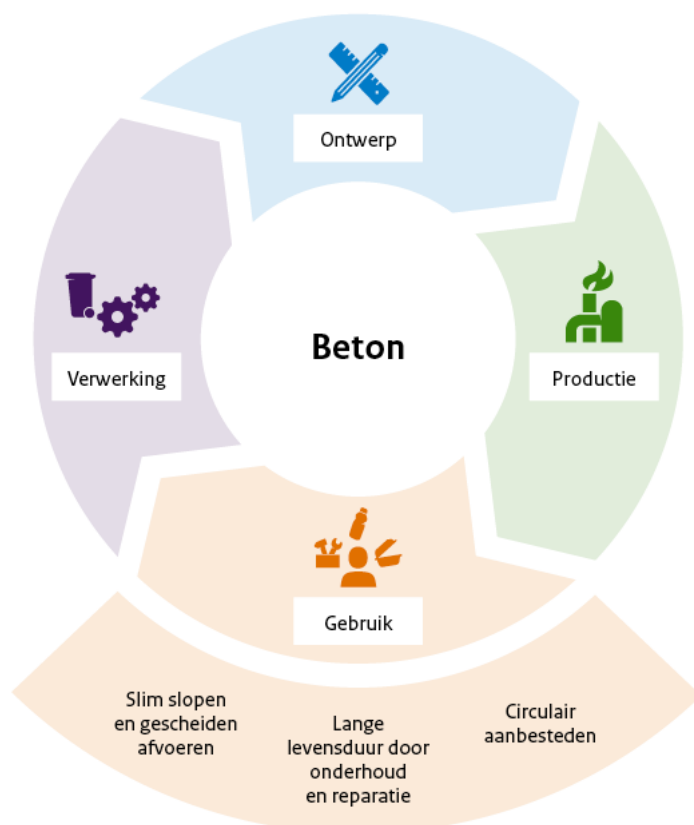 Ontwerp
Beton
Verwerking
Productie
Gebruik
Slim slopen
en gescheiden
afvoeren
Lange
levensduur door
onderhoud
en reparatie
Circulair
aanbesteden